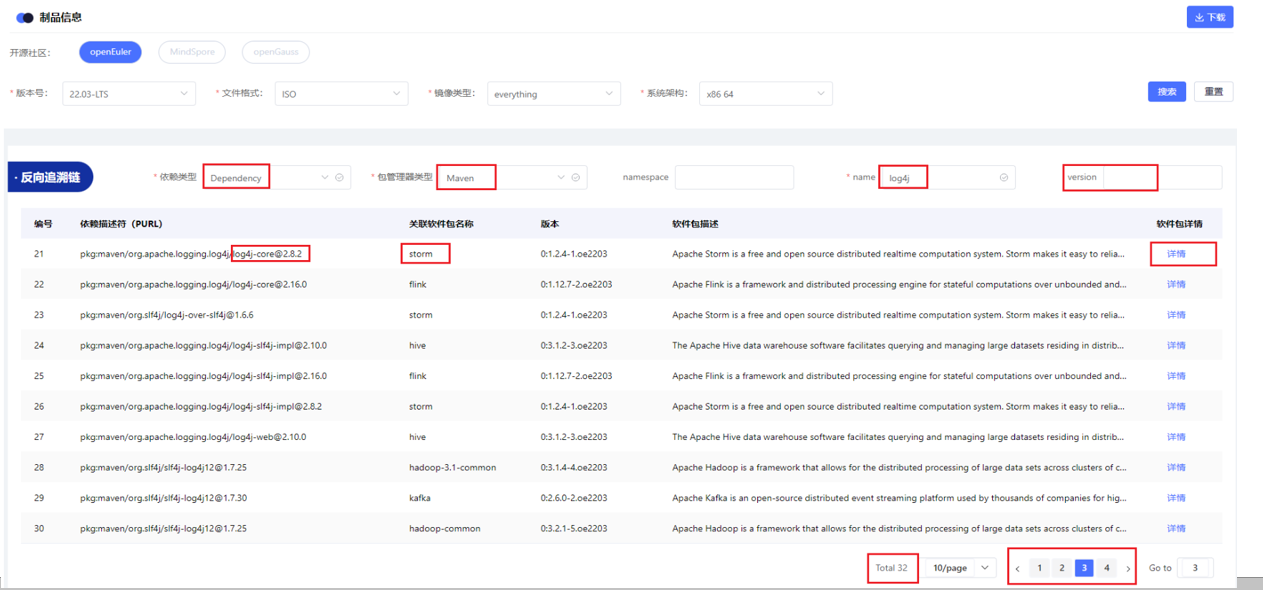 制品信息 下载
开源社区： openEuler MindSpore openGauss
* 版本号： 22.03-LTS * 文件格式： ISO * 镜像类型： everything * 系统架构： x86 64 搜索 重置
· 反向追溯链 * 依赖类型 Dependency * 包管理器类型 Maven namespace * name log4j version
编号 依赖描述符（PURL） 关联软件包名称 版本 软件包描述 软件包详情
21 pkg:maven/org.apache.logging.log4j/log4j-core@2.8.2 storm 0:1.2.4-1.oe2203 Apache Storm is a free and open source distributed realtime computation system. Storm makes it easy to relia... 详情
22 pkg:maven/org.apache.logging.log4j/log4j-core@2.16.0 flink 0:1.12.7-2.oe2203 Apache Flink is a framework and distributed processing engine for stateful computations over unbounded and... 详情
23 pkg:maven/org.slf4j/log4j-over-slf4j@1.6.6 storm 0:1.2.4-1.oe2203 Apache Storm is a free and open source distributed realtime computation system. Storm makes it easy to relia... 详情
24 pkg:maven/org.apache.logging.log4j/log4j-slf4j-impl@2.10.0 hive 0:3.1.2-3.oe2203 The Apache Hive data warehouse software facilitates querying and managing large datasets residing in distrib... 详情
25 pkg:maven/org.apache.logging.log4j/log4j-slf4j-impl@2.16.0 flink 0:1.12.7-2.oe2203 Apache Flink is a framework and distributed processing engine for stateful computations over unbounded and... 详情
26 pkg:maven/org.apache.logging.log4j/log4j-slf4j-impl@2.8.2 storm 0:1.2.4-1.oe2203 Apache Storm is a free and open source distributed realtime computation system. Storm makes it easy to relia... 详情
27 pkg:maven/org.apache.logging.log4j/log4j-web@2.10.0 hive 0:3.1.2-3.oe2203 The Apache Hive data warehouse software facilitates querying and managing large datasets residing in distrib... 详情
28 pkg:maven/org.slf4j/slf4j-log4j12@1.7.25 hadoop-3.1-common 0:3.1.4-4.oe2203 Apache Hadoop is a framework that allows for the distributed processing of large data sets across clusters of c... 详情
29 pkg:maven/org.slf4j/slf4j-log4j12@1.7.30 kafka 0:2.6.0-2.oe2203 Apache Kafka is an open-source distributed event streaming platform used by thousands of companies for hig... 详情
30 pkg:maven/org.slf4j/slf4j-log4j12@1.7.25 hadoop-common 0:3.2.1-5.oe2203 Apache Hadoop is a framework that allows for the distributed processing of large data sets across clusters of c... 详情
Total 32 10/page 1 2 3 4 Go to 3